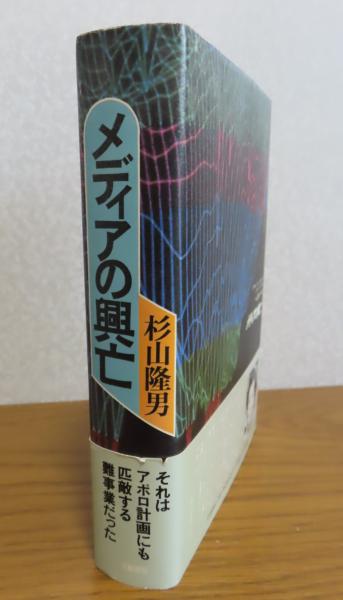 メディアの興亡
杉山隆男
それは
アポロ計画にも
匹敵する
難事業だった